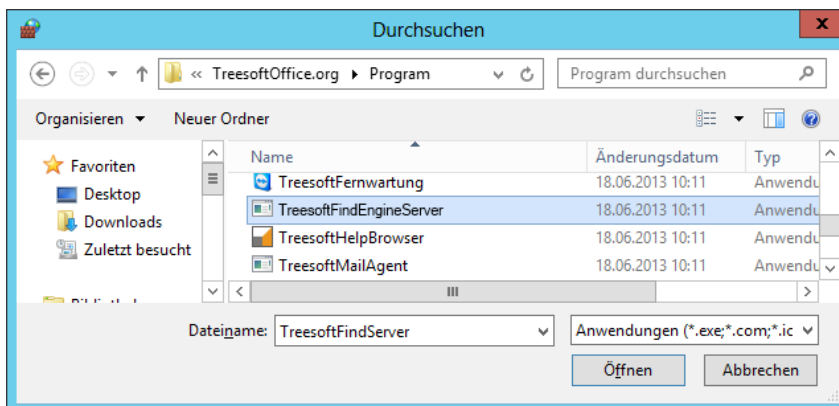 Durchsuchen
x
« TreesoftOffice.org ▸ Program
Program durchsuchen
Organisieren
Neuer Ordner
Favoriten
Desktop
Downloads
Zuletzt besucht
Name Änderungsdatum Typ
TreesoftFernwartung 18.06.2013 10:11 Anwendu
TreesoftFindEngineServer 18.06.2013 10:11 Anwendu
TreesoftHelpBrowser 18.06.2013 10:11 Anwendu
TreesoftMailAgent 18.06.2013 10:11 Anwendu
Dateiname: TreesoftFindServer
Anwendungen (*.exe;*.com;*.ic
Öffnen
Abbrechen